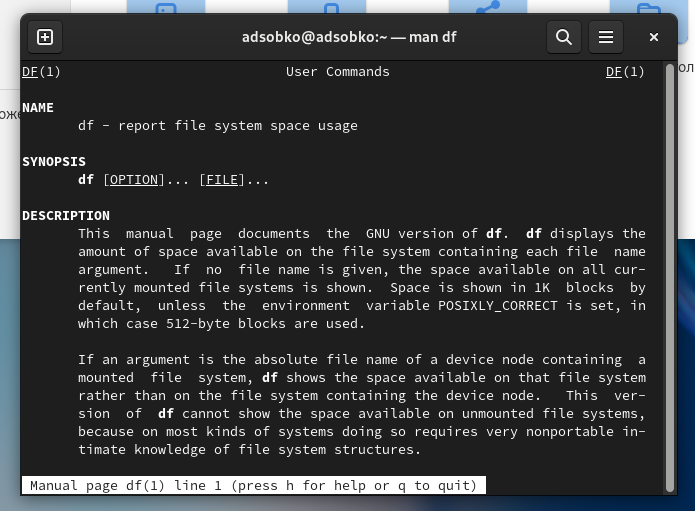 adsobko@adsobko:~ — man df
DF(1) User Commands DF(1)
NAME
df - report file system space usage
SYNOPSIS
df [OPTION]... [FILE]...
DESCRIPTION
This manual page documents the GNU version of df. df displays the
amount of space available on the file system containing each file name
argument. If no file name is given, the space available on all cur‐
rently mounted file systems is shown. Space is shown in 1K blocks by
default, unless the environment variable POSIXLY_CORRECT is set, in
which case 512-byte blocks are used.
If an argument is the absolute file name of a device node containing a
mounted file system, df shows the space available on that file system
rather than on the file system containing the device node. This ver‐
sion of df cannot show the space available on unmounted file systems,
because on most kinds of systems doing so requires very nonportable in‐
timate knowledge of file system structures.
Manual page df(1) line 1 (press h for help or q to quit)